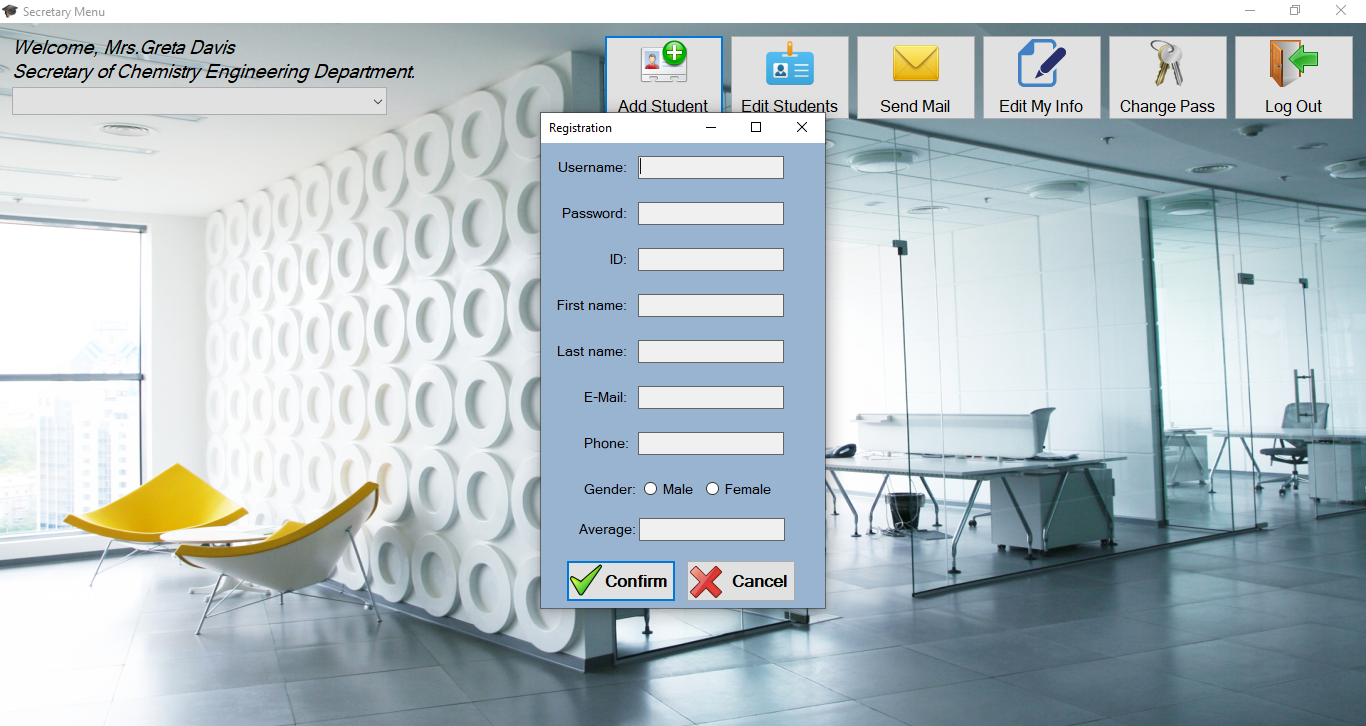 Secretary Menu
Welcome, Mrs.Greta Davis
Secretary of Chemistry Engineering Department.
Add Student
Edit Students
Send Mail
Edit My Info
Change Pass
Log Out
Registration
Username:
Password:
ID:
First name:
Last name:
E-Mail:
Phone:
Gender: Male Female
Average:
Confirm Cancel